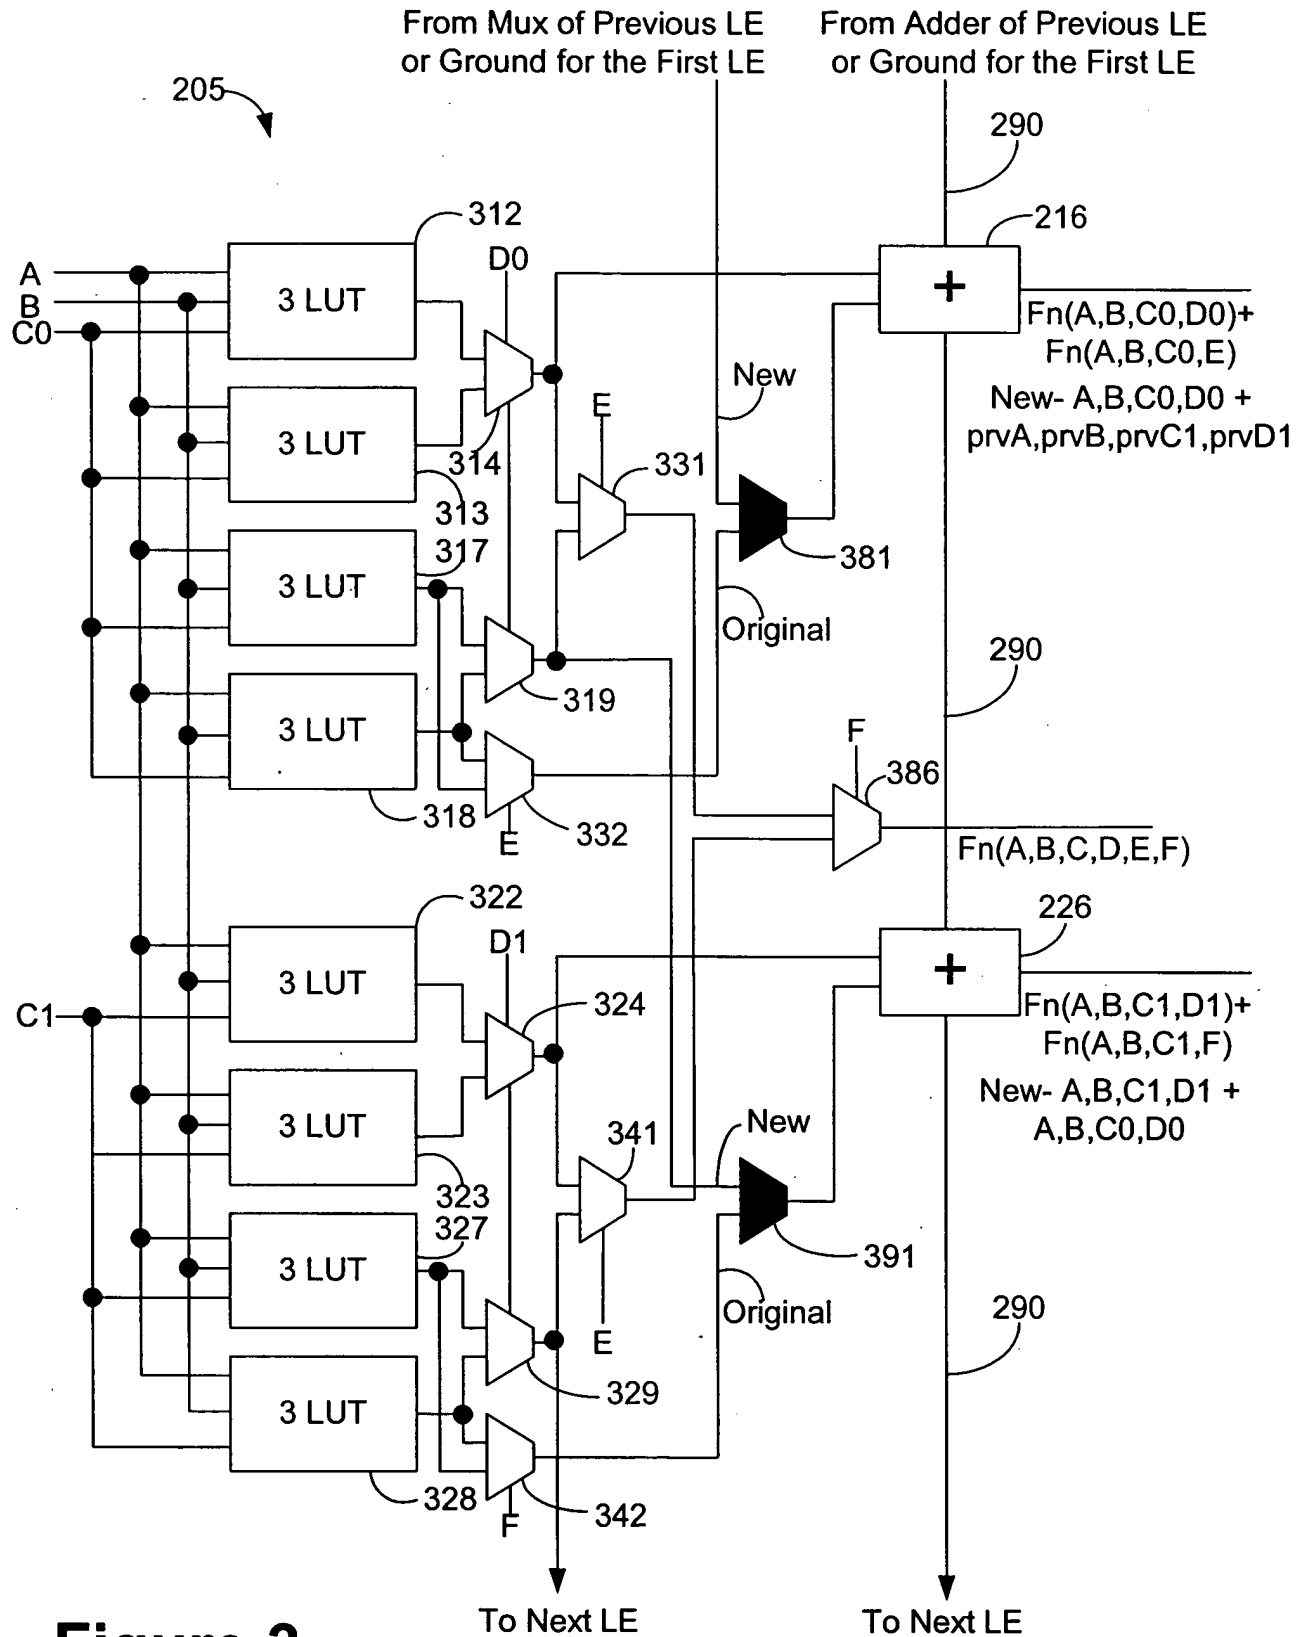 From Mux of Previous LE
or Ground for the First LE
From Adder of Previous LE
or Ground for the First LE
205
290
312
216
D0
A
B
C0
3 LUT
+
Fn(A,B,C0,D0)+
Fn(A,B,C0,E)
New
New- A,B,C0,D0 +
prvA,prvB,prvC1,prvD1
E
3 LUT
314
331
313
317
381
3 LUT
Original
290
319
3 LUT
F
386
318
332
E
Fn(A,B,C,D,E,F)
322
226
D1
3 LUT
+
324
C1
Fn(A,B,C1,D1)+
Fn(A,B,C1,F)
New- A,B,C1,D1 +
A,B,C0,D0
3 LUT
341
New
323
327
391
3 LUT
Original
290
E
329
3 LUT
328
342
F
To Next LE
To Next LE